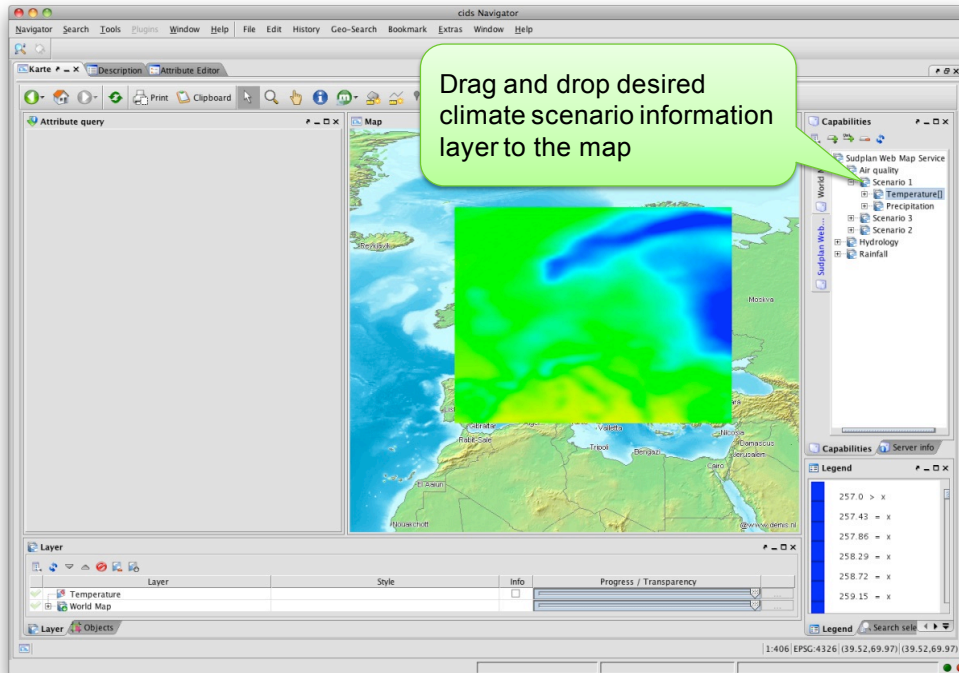 cids Navigator
Navigator Search Tools Plugins Window Help File Edit History Geo-Search Bookmark Extras Window Help
Karte Description Attribute Editor
Print Clipboard
Drag and drop desired
climate scenario information
layer to the map
Attribute query
Map
Capabilities
Sudplan Web Map Service
Air quality
Scenario 1
Temperature[]
Precipitation
Scenario 3
Scenario 2
Hydrology
Rainfall
World M
Sudplan Web...
Reykjavik
Moskva
Gibraltar
Valletta
Nicosia
Rabat-Sale
Tripoli
Bengazi
Damascus
Jerusalem
Cairo
El Aaiun
Nouakchott
@www.demis.nl
Capabilities Server info
Legend
257.0 > x
257.43 = x
257.86 = x
258.29 = x
258.72 = x
259.15 = x
Legend Search sele
Layer
Layer Style Info Progress / Transparency
Temperature
World Map
Layer Objects
1:406 EPSG:4326 (39.52,69.97) (39.52,69.97)